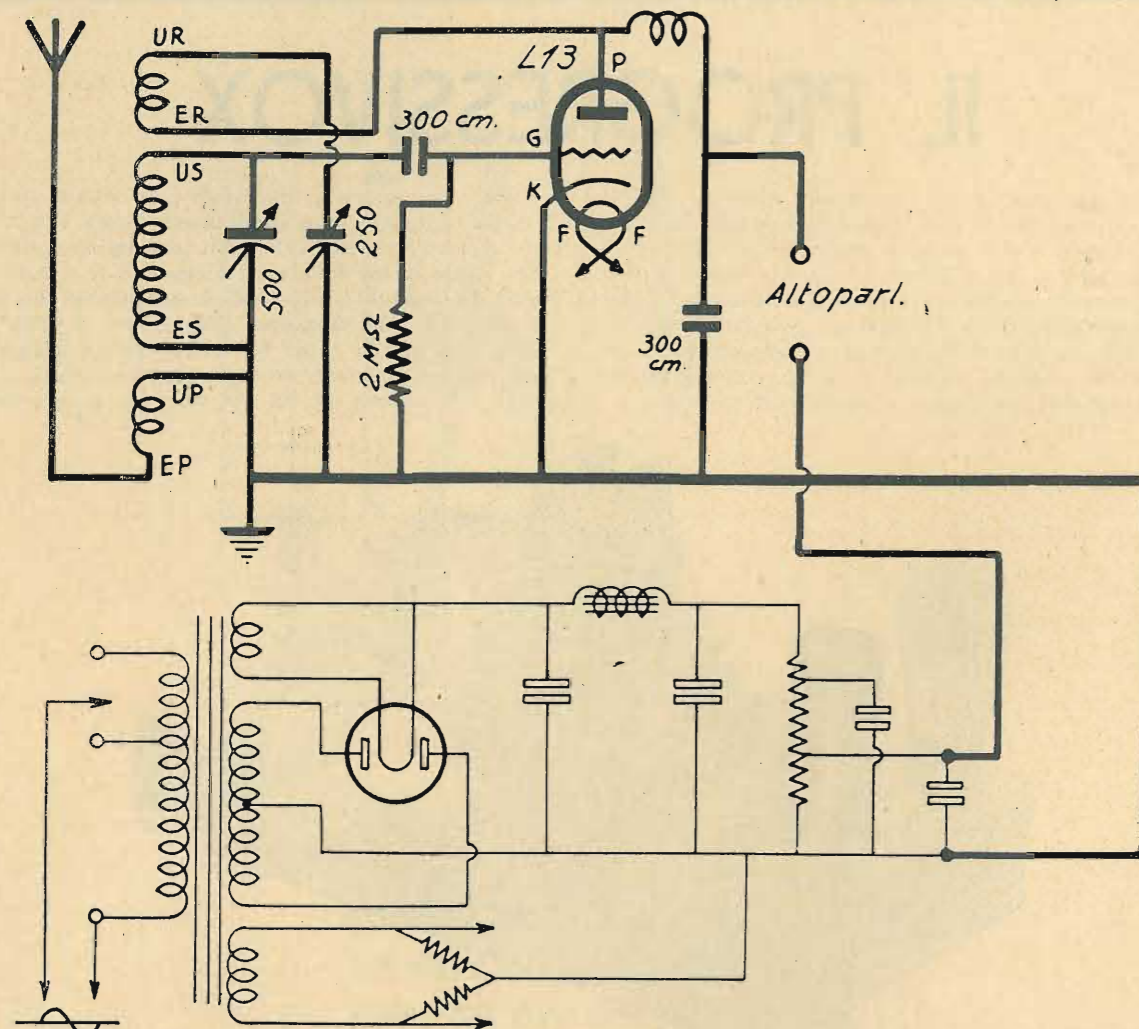 UR
L13
P
ER
300 cm.
G
US
K
250
F F
500
Altoparl.
ES
2 MΩ
300
cm.
UP
EP